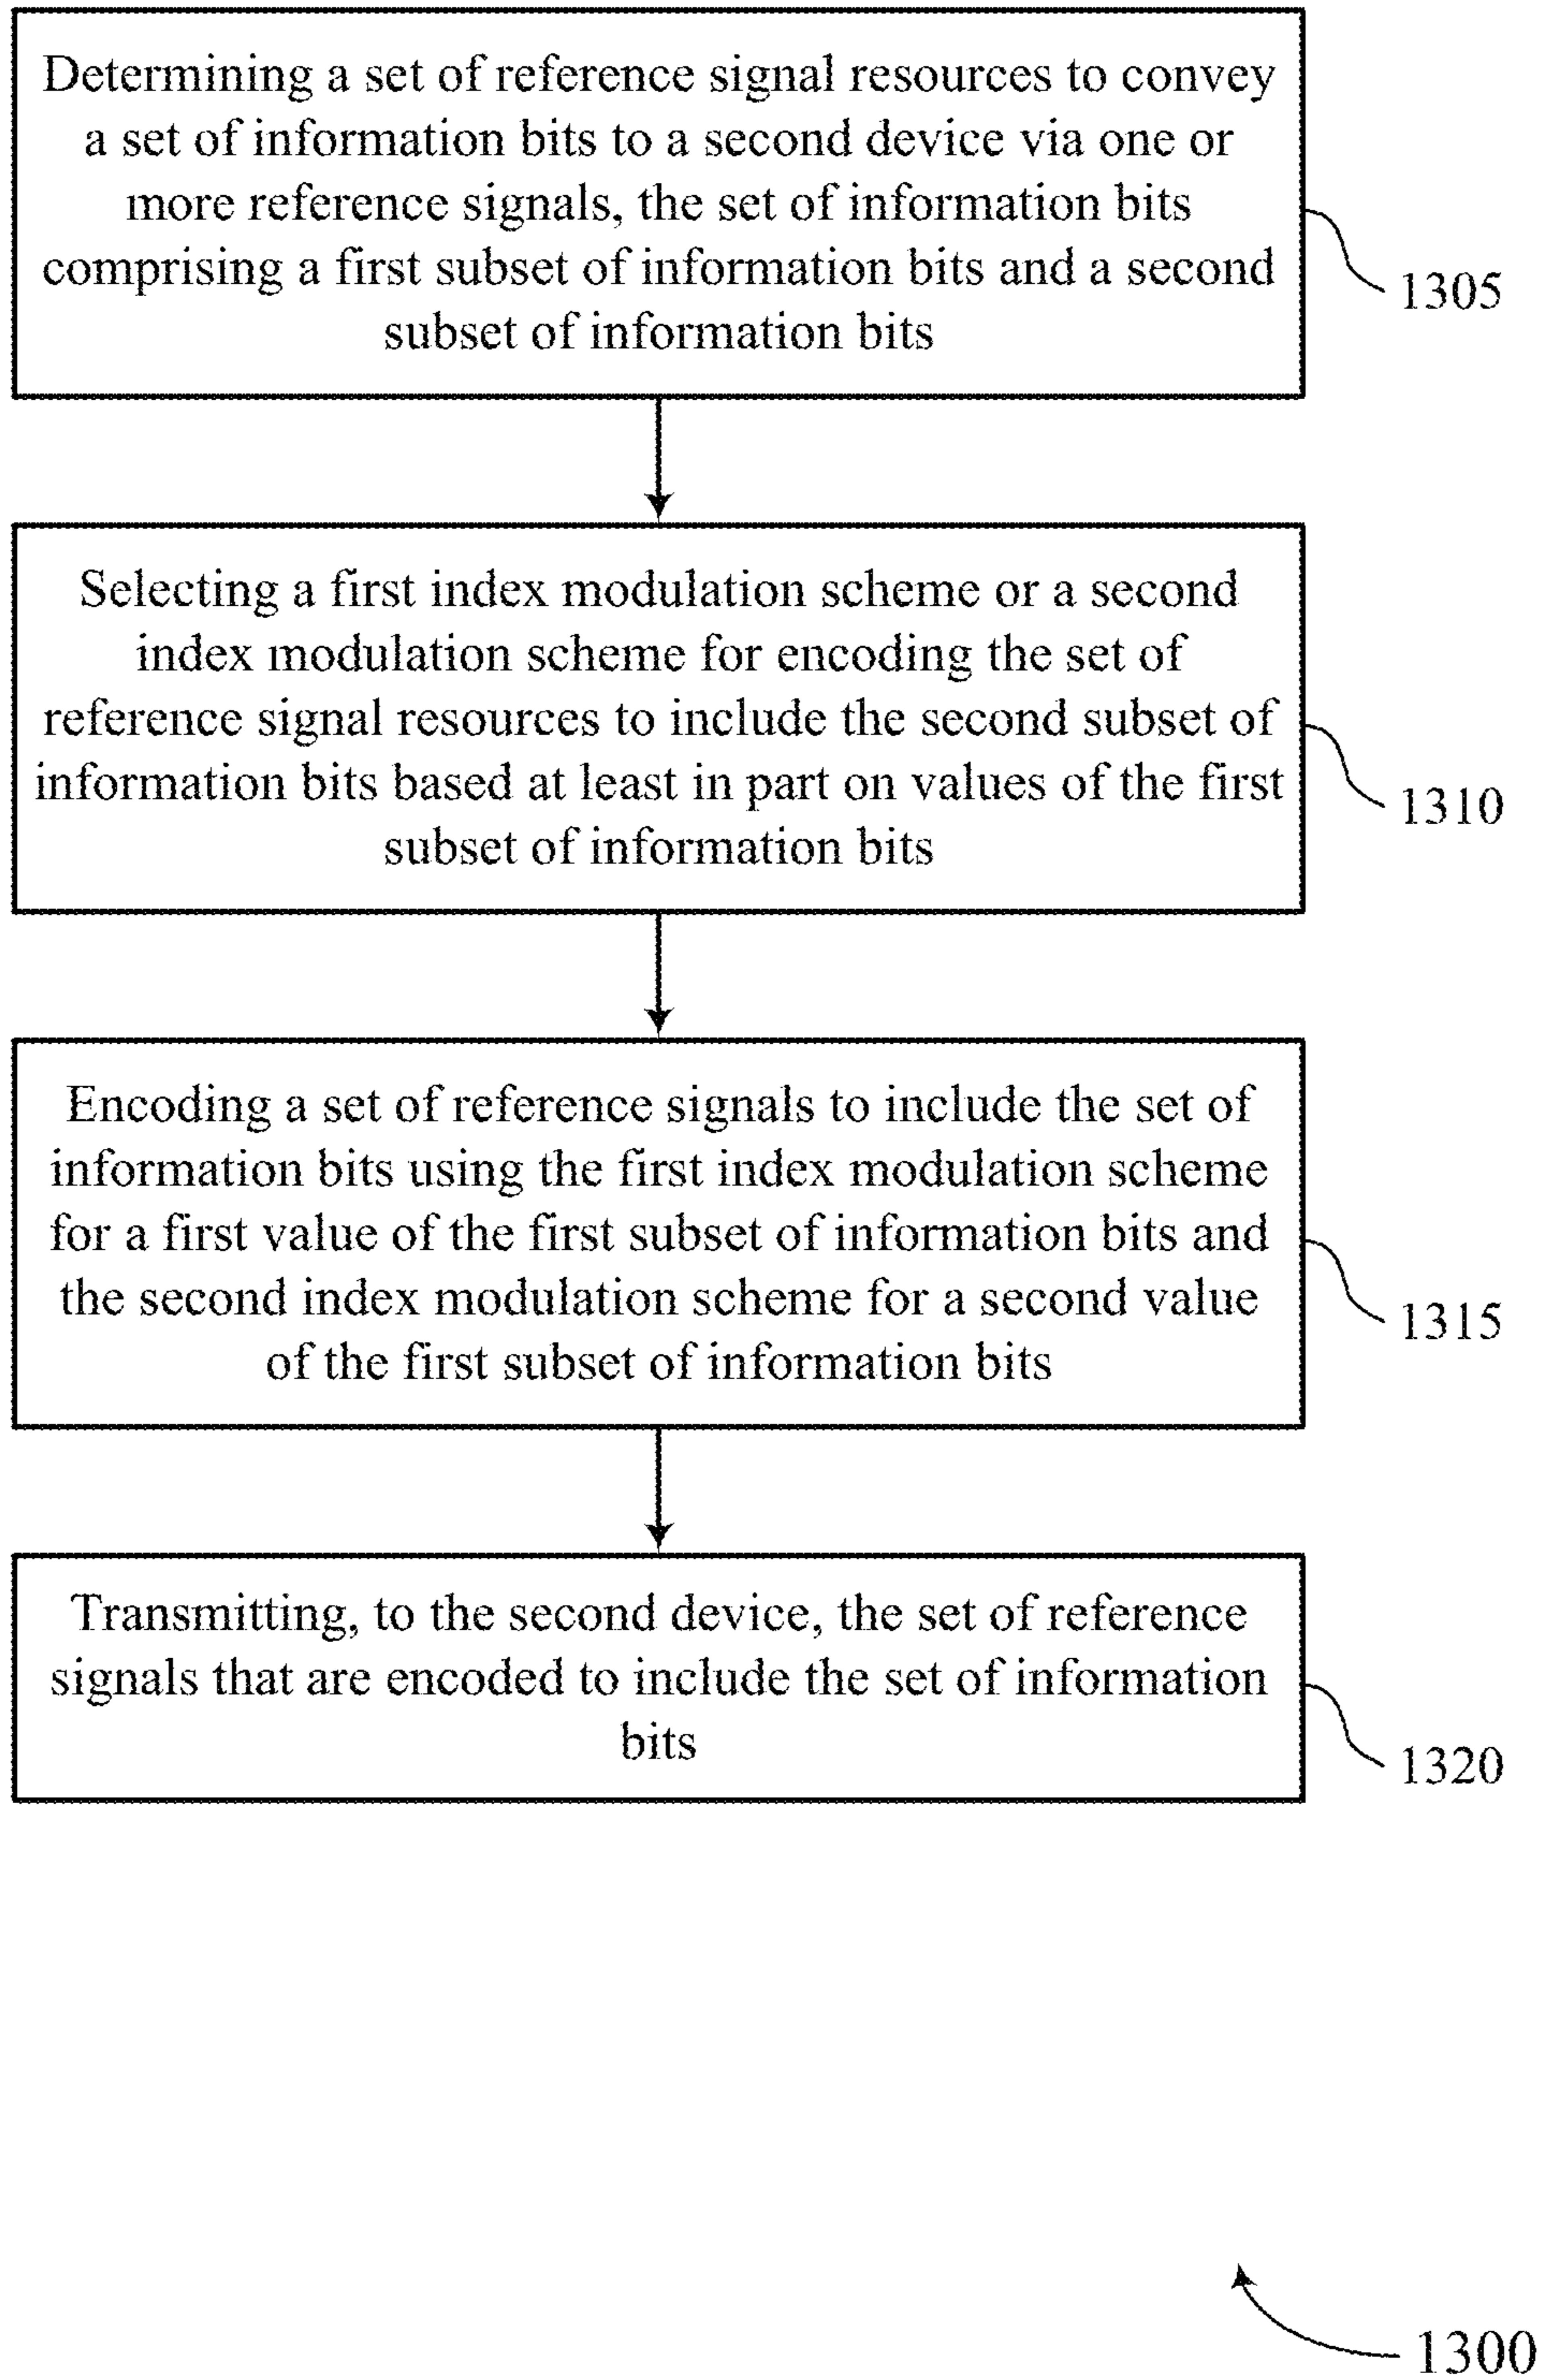 Determining a set of reference signal resources to convey
a set of information bits to a second device via one or
more reference signals, the set of information bits
comprising a first subset of information bits and a second
subset of information bits
1305
Selecting a first index modulation scheme or a second
index modulation scheme for encoding the set of
reference signal resources to include the second subset of
information bits based at least in part on values of the first
subset of information bits
1310
Encoding a set of reference signals to include the set of
information bits using the first index modulation scheme
for a first value of the first subset of information bits and
the second index modulation scheme for a second value
of the first subset of information bits
1315
Transmitting, to the second device, the set of reference
signals that are encoded to include the set of information
bits
1320
1300